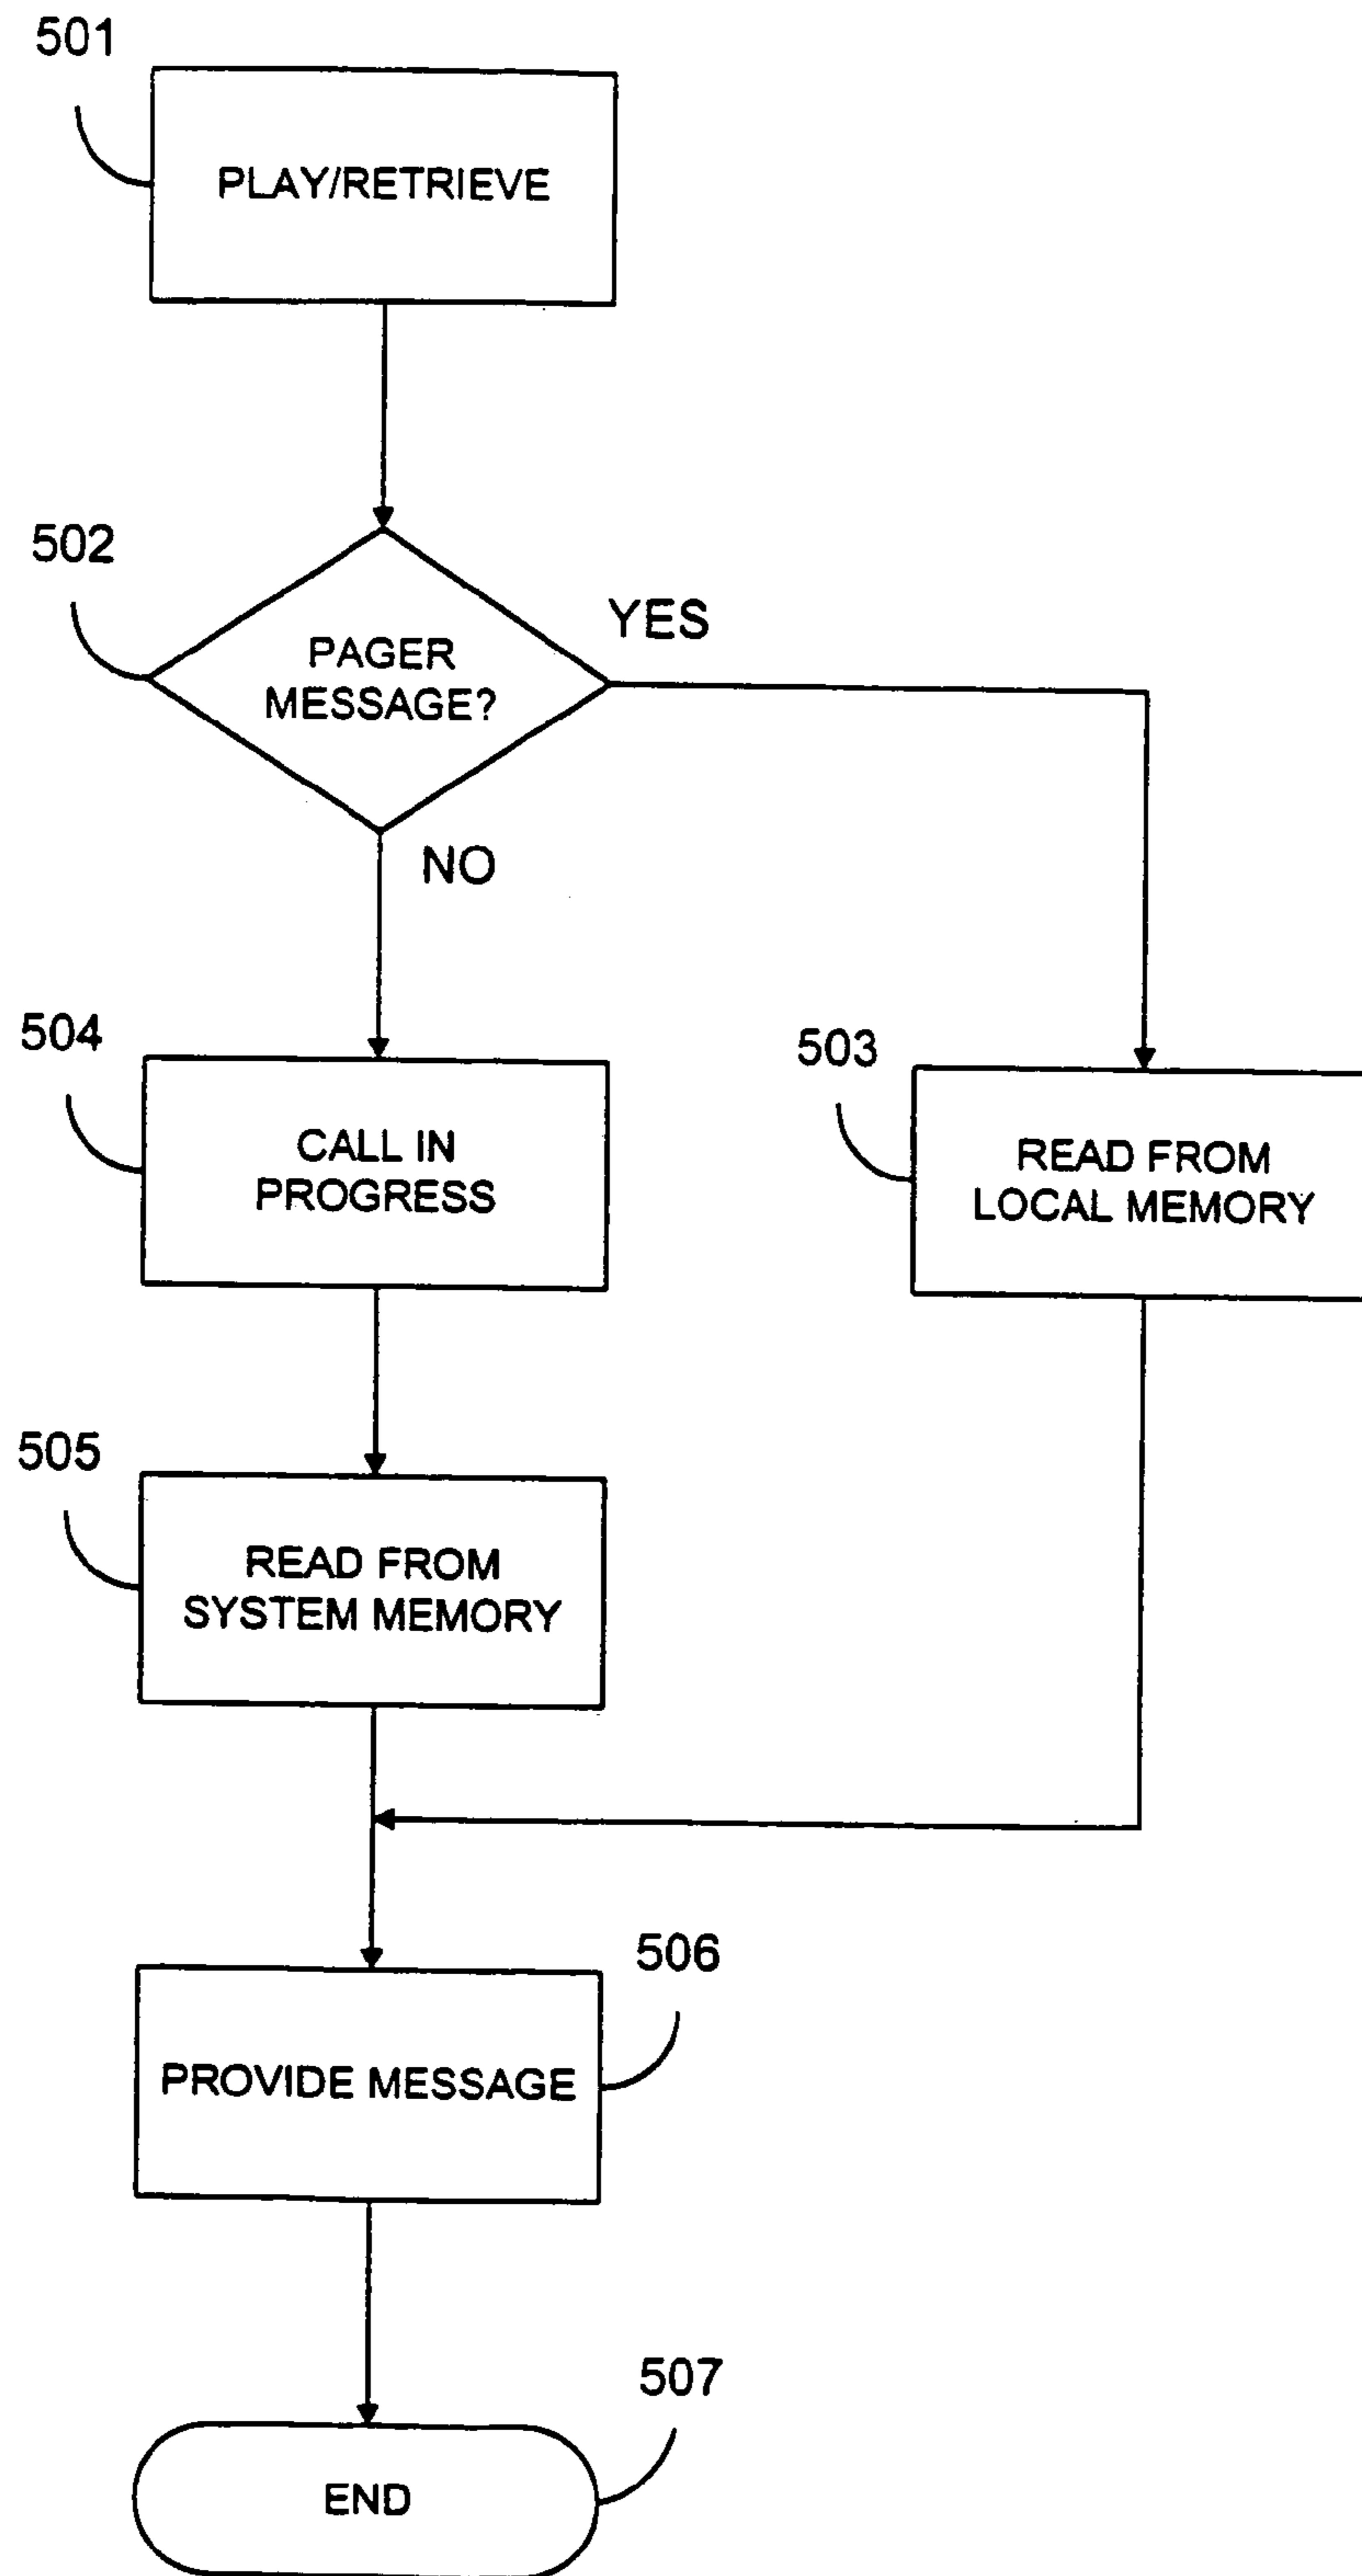 501
PLAY/RETRIEVE
502
PAGER
MESSAGE?
YES
NO
504
CALL IN
PROGRESS
503
READ FROM
LOCAL MEMORY
505
READ FROM
SYSTEM MEMORY
506
PROVIDE MESSAGE
507
END